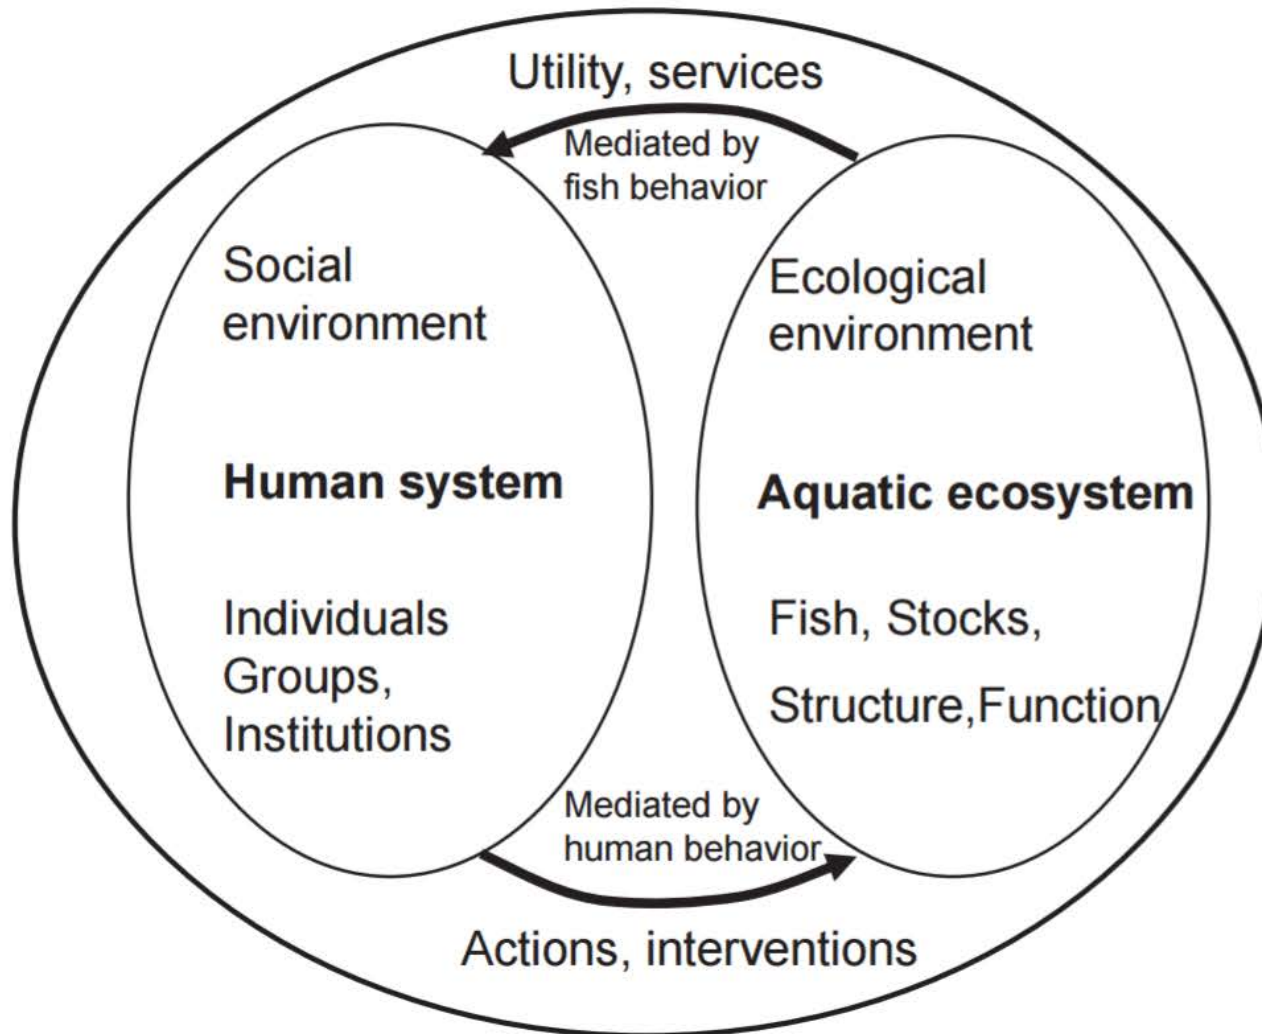 Utility, services
Mediated by
fish behavior
Social
environment
Human system
Individuals
Groups,
Institutions
Ecological
environment
Aquatic ecosystem
Fish, Stocks,
Structure,Function
Mediated by
human behavior
Actions, interventions